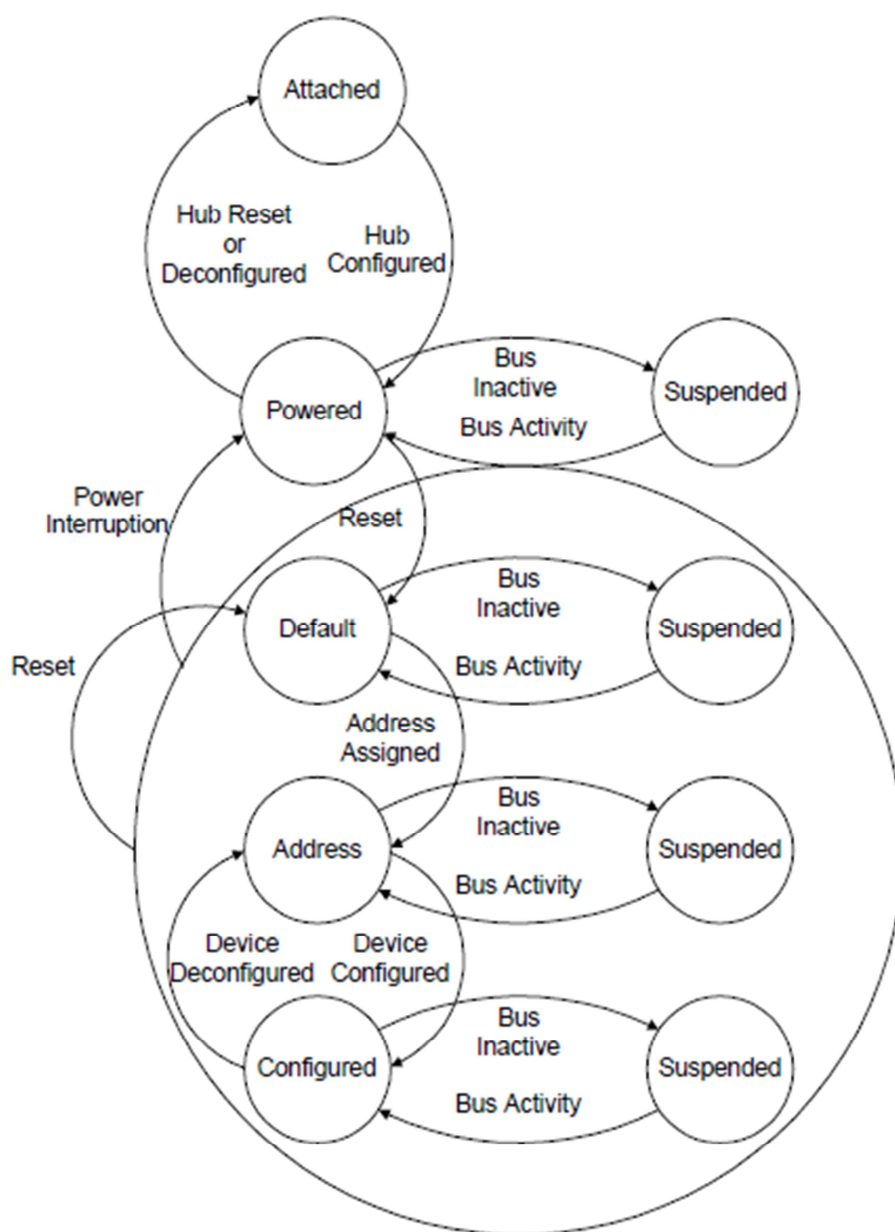 Attached
Hub Reset
or
Deconfigured
Hub
Configured
Powered
Bus
Inactive
Bus Activity
Suspended
Power
Interruption
Reset
Default
Bus
Inactive
Bus Activity
Suspended
Reset
Address
Assigned
Address
Bus
Inactive
Bus Activity
Suspended
Device
Deconfigured
Device
Configured
Configured
Bus
Inactive
Bus Activity
Suspended